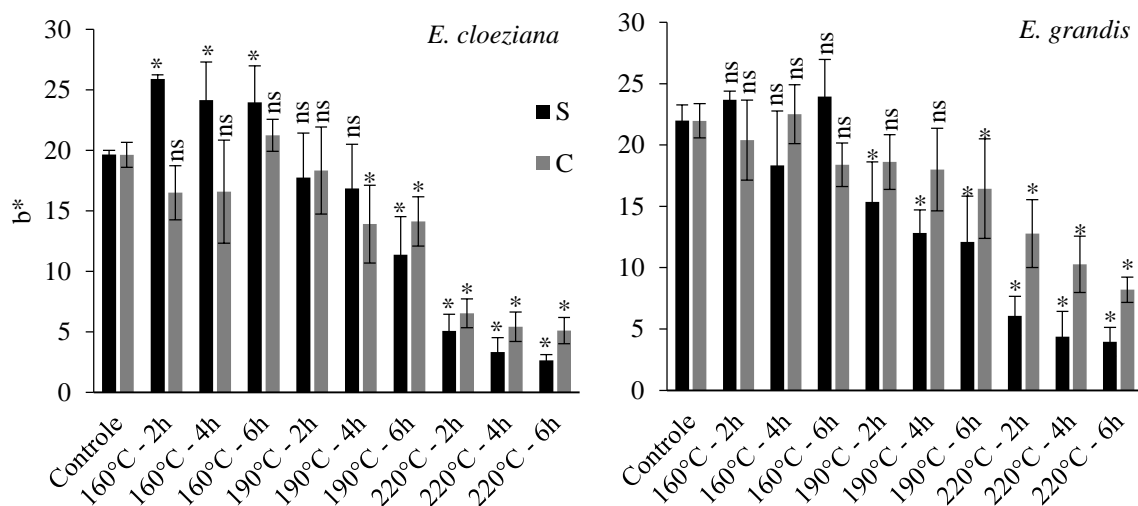 E. cloeziana
b*
30
25
20
15
10
5
0
* ns * ns * ns ns ns ns * * * * * * * * *
S
C
Controle
160°C - 2h
160°C - 4h
160°C - 6h
190°C - 2h
190°C - 4h
190°C - 6h
220°C - 2h
220°C - 4h
220°C - 6h
E. grandis
30
25
20
15
10
5
0
ns ns ns ns ns ns * ns * ns * * * * * * * *
Controle
160°C - 2h
160°C - 4h
160°C - 6h
190°C - 2h
190°C - 4h
190°C - 6h
220°C - 2h
220°C - 4h
220°C - 6h